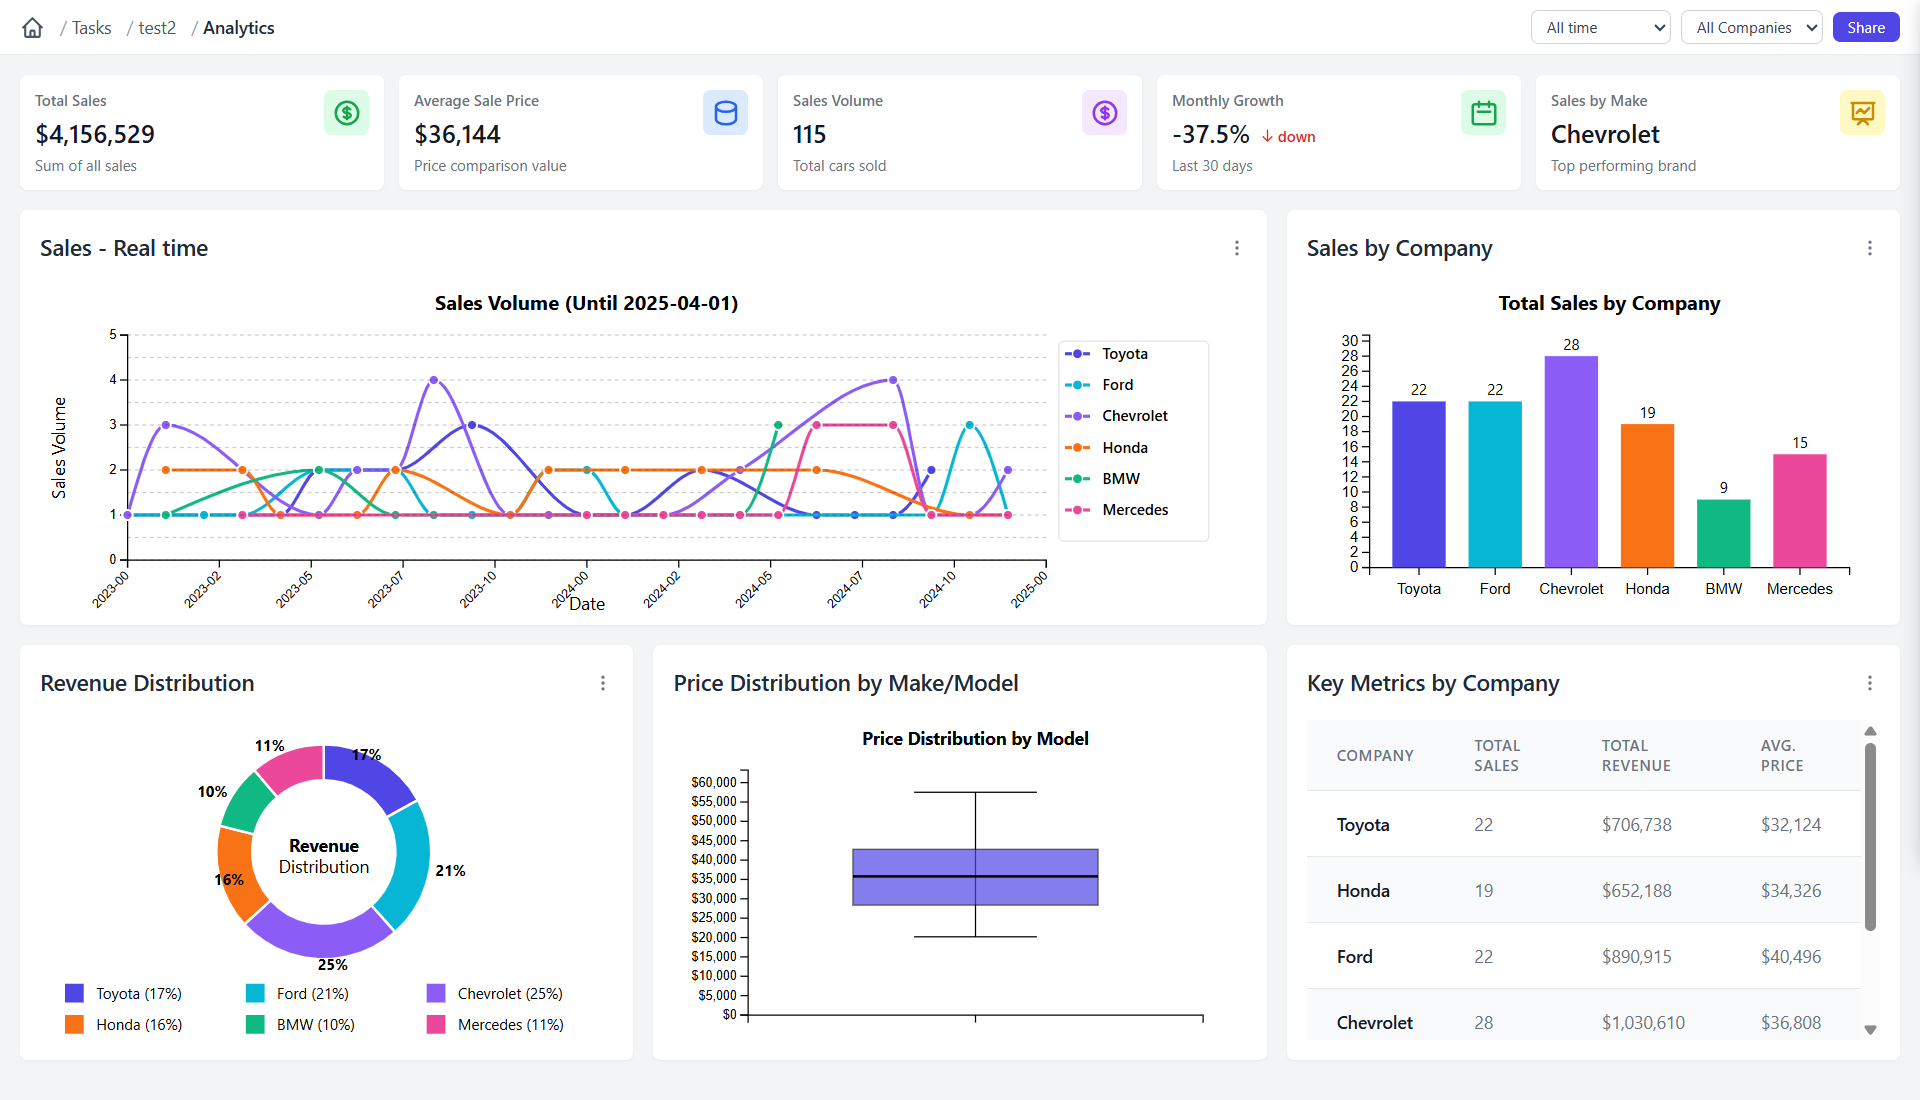 / Tasks / test2 / Analytics
All time
All Companies
Share
Total Sales
$4,156,529
Sum of all sales
Average Sale Price
$36,144
Price comparison value
Sales Volume
115
Total cars sold
Monthly Growth
-37.5% ↓ down
Last 30 days
Sales by Make
Chevrolet
Top performing brand
Sales - Real time
Sales Volume (Until 2025-04-01)
Sales Volume
5
4
3
2
1
0
2023-00
2023-02
2023-05
2023-07
2023-10
2024-00
2024-02
2024-05
2024-07
2024-10
2025-00
Date
Toyota
Ford
Chevrolet
Honda
BMW
Mercedes
Sales by Company
Total Sales by Company
30
28
26
24
22
20
18
16
14
12
10
8
6
4
2
0
22
22
28
19
9
15
Toyota
Ford
Chevrolet
Honda
BMW
Mercedes
Revenue Distribution
11%
17%
10%
21%
16%
25%
Revenue
Distribution
Toyota (17%)
Ford (21%)
Chevrolet (25%)
Honda (16%)
BMW (10%)
Mercedes (11%)
Price Distribution by Make/Model
Price Distribution by Model
$60,000
$55,000
$50,000
$45,000
$40,000
$35,000
$30,000
$25,000
$20,000
$15,000
$10,000
$5,000
$0
Key Metrics by Company
COMPANY TOTAL SALES TOTAL REVENUE AVG. PRICE
Toyota 22 $706,738 $32,124
Honda 19 $652,188 $34,326
Ford 22 $890,915 $40,496
Chevrolet 28 $1,030,610 $36,808